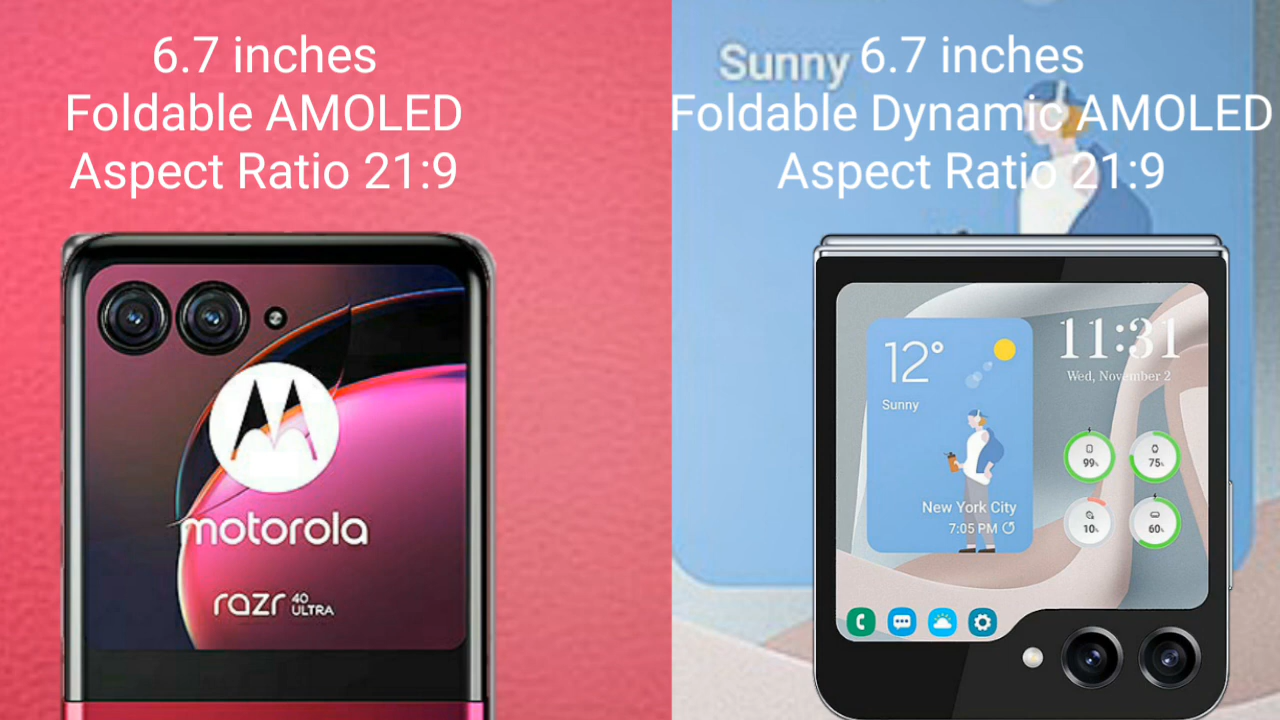 6.7 inches
Foldable AMOLED
Aspect Ratio 21:9
motorola
razr 40 ULTRA
Sunny
6.7 inches
Foldable Dynamic AMOLED
Aspect Ratio 21:9
12°
Sunny
New York City
7:05 PM
11:31
Wed, November 2
99%
75%
10%
60%